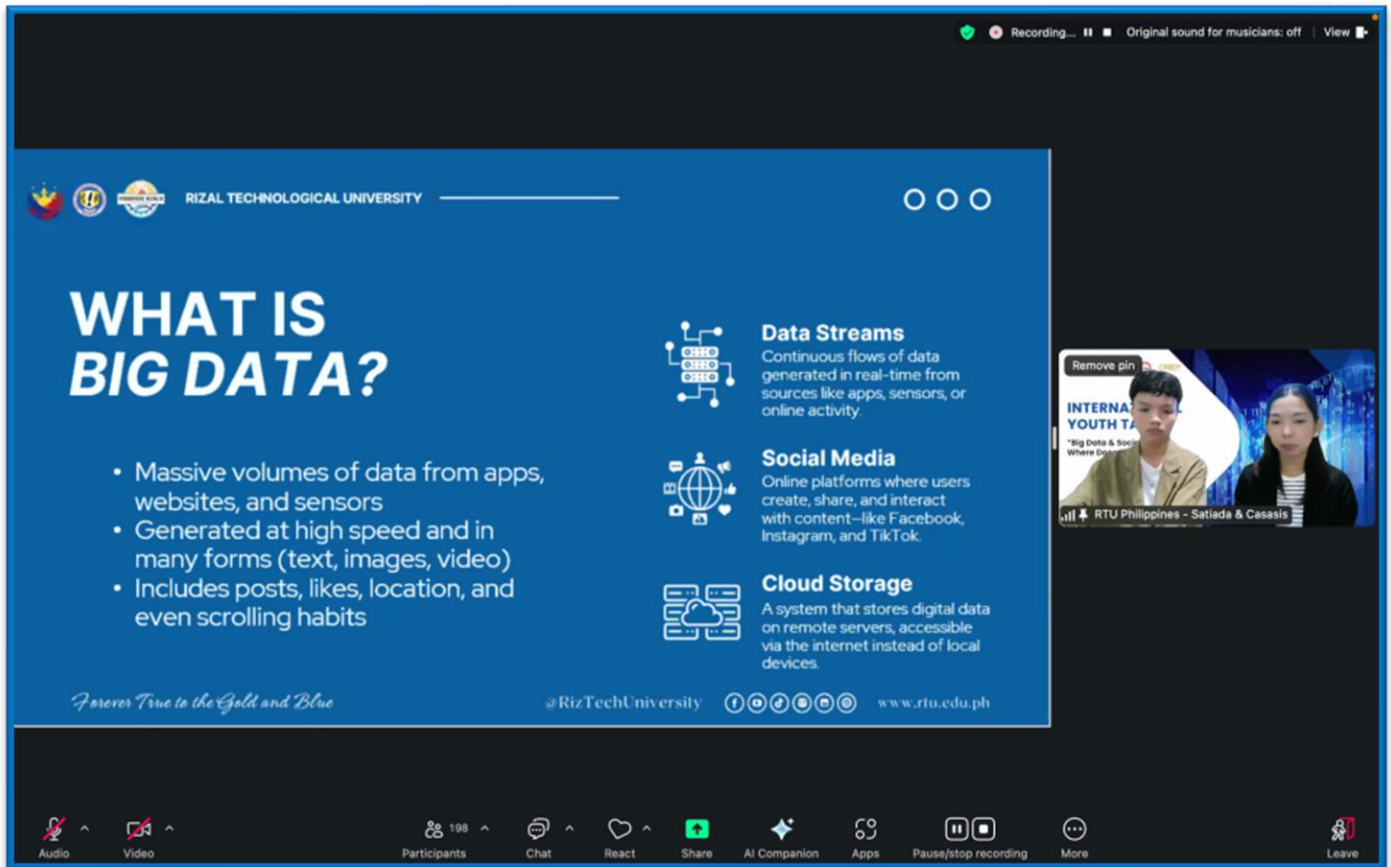 Recording...
Original sound for musicians: off
View
RIZAL TECHNOLOGICAL UNIVERSITY
WHAT IS
BIG DATA?
• Massive volumes of data from apps,
websites, and sensors
• Generated at high speed and in
many forms (text, images, video)
• Includes posts, likes, location, and
even scrolling habits
Data Streams
Continuous flows of data
generated in real-time from
sources like apps, sensors, or
online activity.
Social Media
Online platforms where users
create, share, and interact
with content—like Facebook,
Instagram, and TikTok.
Cloud Storage
A system that stores digital data
on remote servers, accessible
via the internet instead of local
devices.
Forever True to the Gold and Blue
@RizTechUniversity
www.rtu.edu.ph
Remove pin
INTERNA L
YOUTH TA
"Big Data & Soci
Where Doe
RTU Philippines - Satiada & Casasis
Audio
Video
198
Participants
Chat
React
Share
AI Companion
Apps
Pause/stop recording
More
Leave